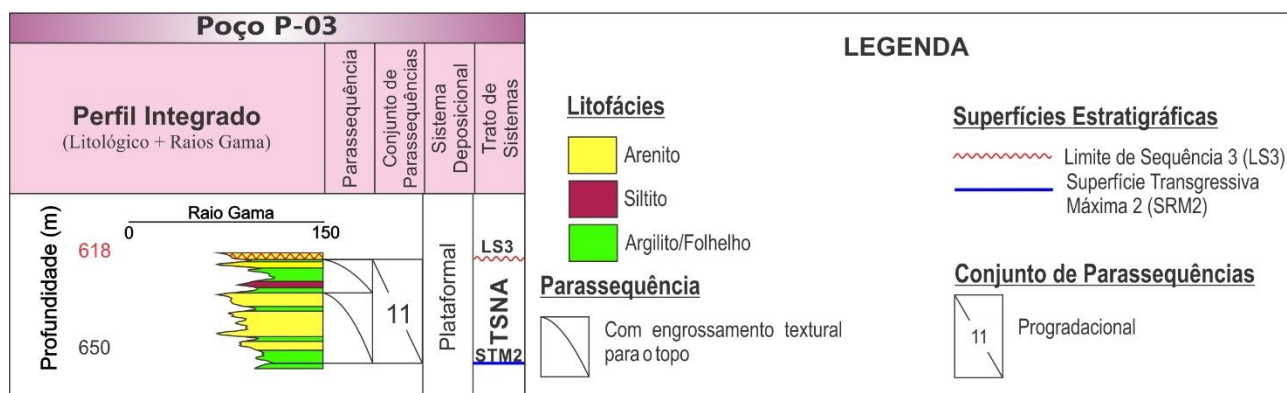 Poço P-03
Perfil Integrado
(Litológico + Raios Gama)
Parassequência
Conjunto de
Parassequências
Sistema
Deposicional
Trato de
Sistemas
Profundidade (m)
Raio Gama
0
150
618
650
11
Plataformal
LS3
TSNA
STM2
LEGENDA
Litofácies
Arenito
Siltito
Argilito/Folhelho
Parassequência
Com engrossamento textural
para o topo
Superfícies Estratigráficas
Limite de Sequência 3 (LS3)
Superfície Transgressiva
Máxima 2 (SRM2)
Conjunto de Parassequências
11
Progradacional